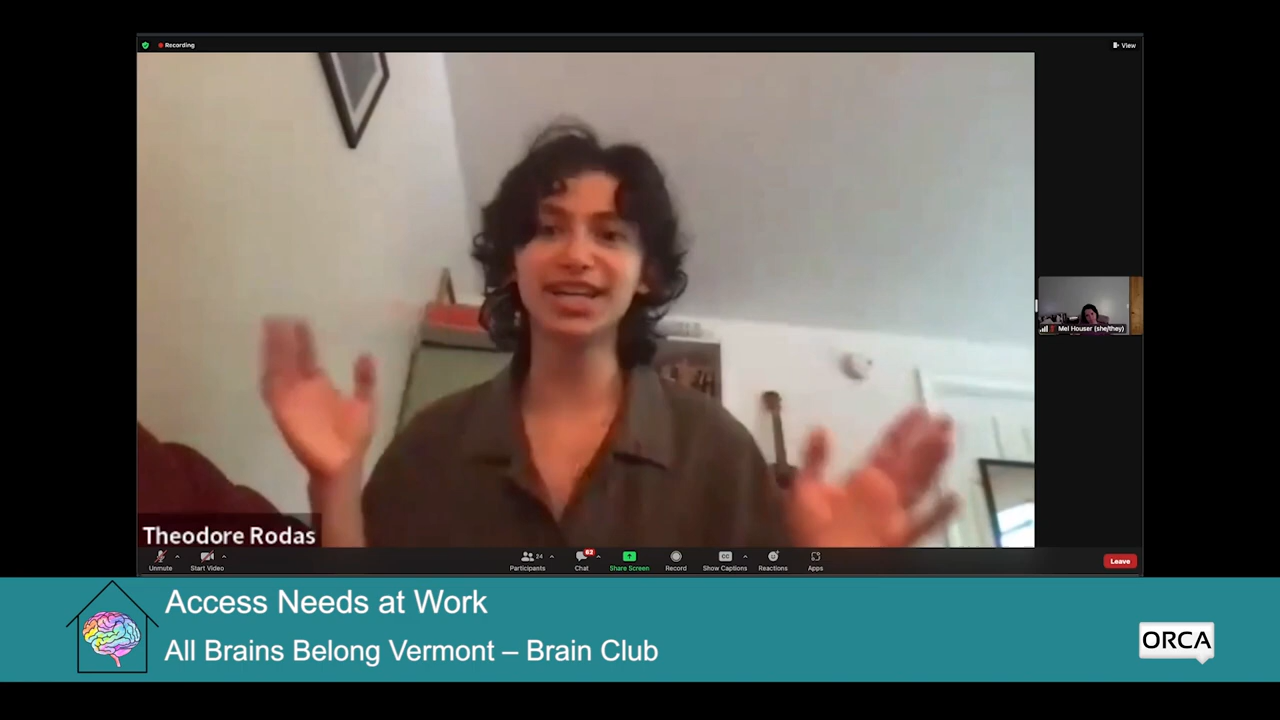 Recording
View
Mel Houser (she/they)
Theodore Rodas
Unmute
Start Video
24
Participants
82
Chat
Share Screen
Record
CC
Show Captions
Reactions
Apps
Leave
Access Needs at Work
All Brains Belong Vermont – Brain Club
ORCA